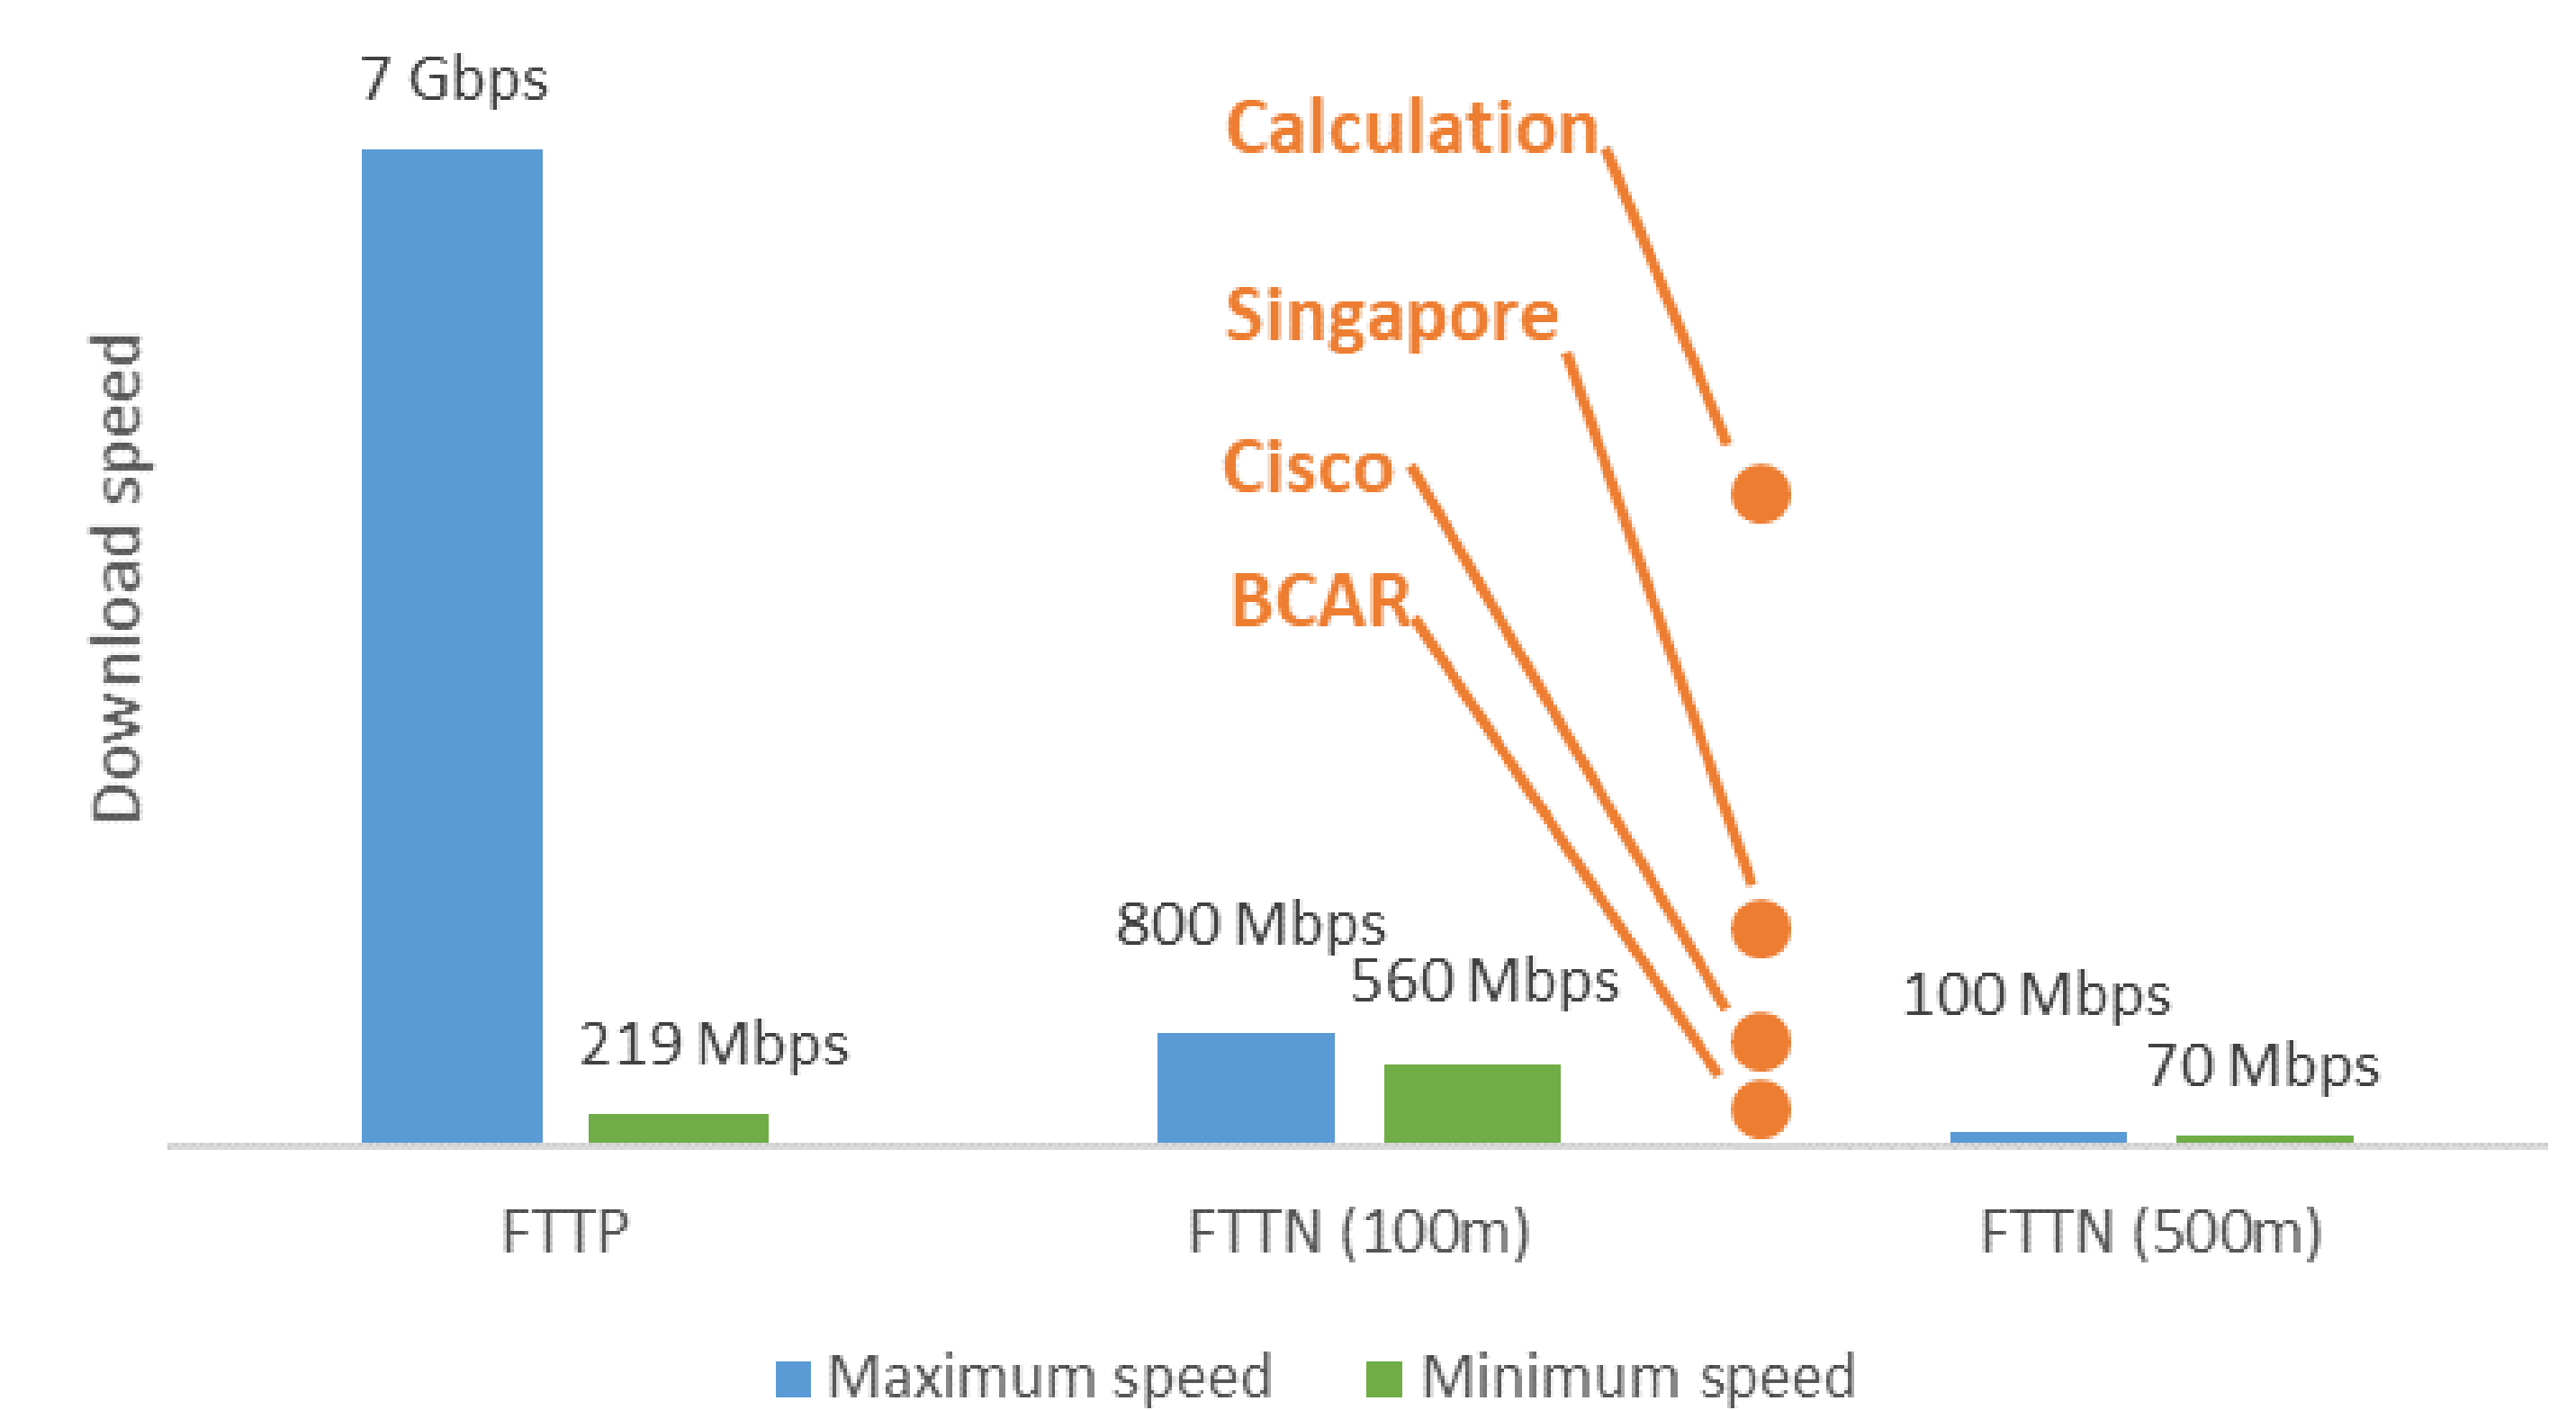 7 Gbps
Calculation
Singapore
Cisco
BCAR
Download speed
800 Mbps
560 Mbps
100 Mbps
219 Mbps
70 Mbps
FTTP
FTTN (100m)
FTTN (500m)
Maximum speed
Minimum speed